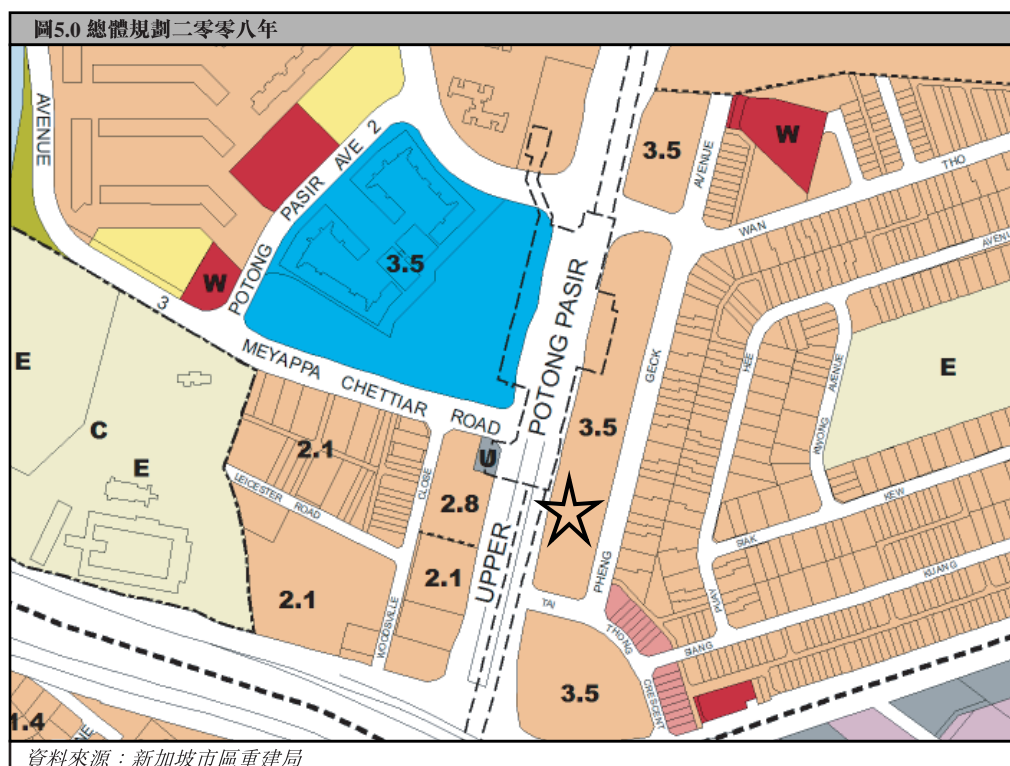 圖5.0 總體規劃二零零八年
AVENUE
3
POTONG PASIR AVE 2
W
3.5
MEYAPPA CHETTIAR ROAD
E
C
E
2.1
LEICESTER ROAD
2.1
CLOSE
WOODSVILLE
2.8
2.1
U
UPPER
POTONG PASIR
3.5
AVENUE
W
WAN
THO
AVENUE
GECK
PHENG
3.5
HEE
PUAY
AVENUE
KWONG
E
SIAK
KEW
SIANG
KUANG
TAI
THONG
CRESCENT
3.5
1.4
資料來源：新加坡市區重建局